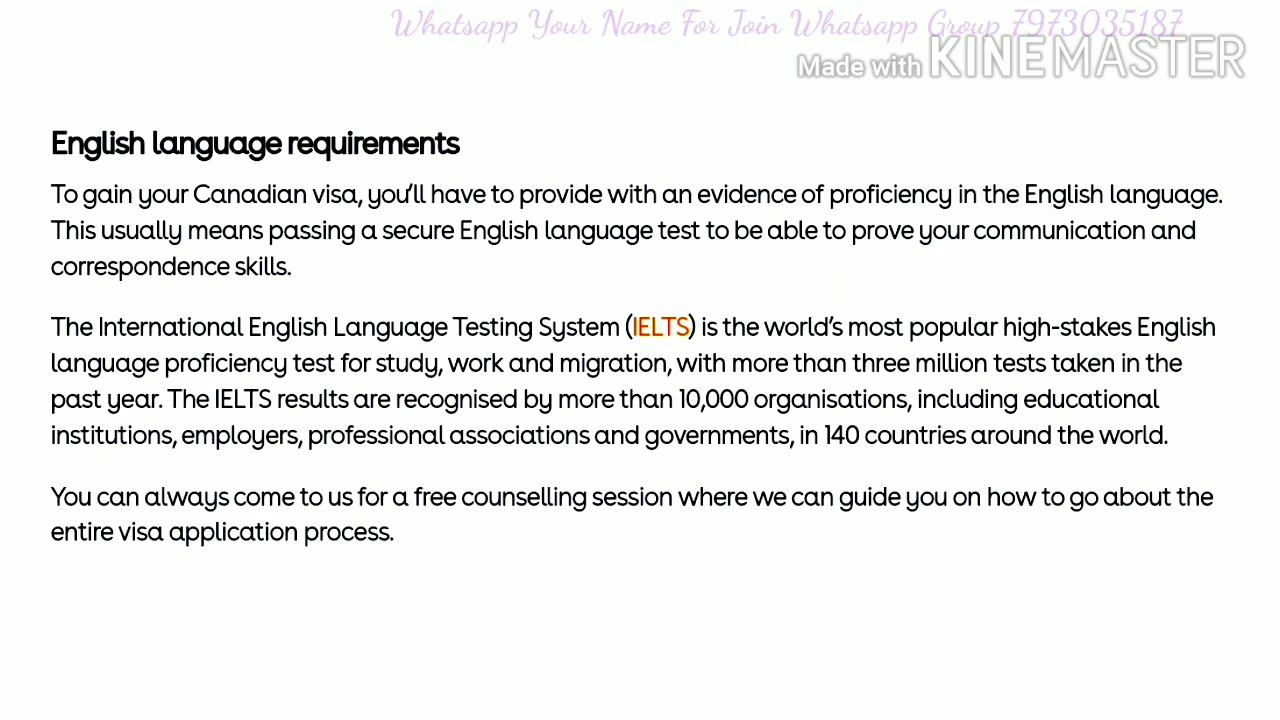 Whatsapp Your Name For Join Whatsapp Group 7973035187
Made with KINEMASTER
English language requirements
To gain your Canadian visa, you’ll have to provide with an evidence of proficiency in the English language.
This usually means passing a secure English language test to be able to prove your communication and
correspondence skills.
The International English Language Testing System (IELTS) is the world’s most popular high-stakes English
language proficiency test for study, work and migration, with more than three million tests taken in the
past year. The IELTS results are recognised by more than 10,000 organisations, including educational
institutions, employers, professional associations and governments, in 140 countries around the world.
You can always come to us for a free counselling session where we can guide you on how to go about the
entire visa application process.